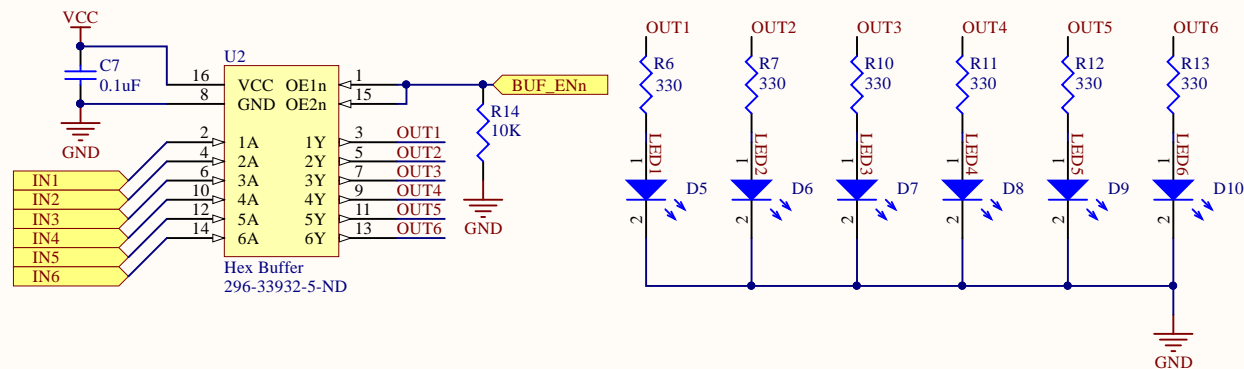 VCC
C7
0.1uF
GND
U2
16 VCC OE1n 1
8 GND OE2n 15
BUF_ENn
R14
10K
GND
2 1A 1Y 3 OUT1
4 2A 2Y 5 OUT2
6 3A 3Y 7 OUT3
10 4A 4Y 9 OUT4
12 5A 5Y 11 OUT5
14 6A 6Y 13 OUT6
IN1
IN2
IN3
IN4
IN5
IN6
Hex Buffer
296-33932-5-ND
OUT1 OUT2 OUT3 OUT4 OUT5 OUT6
R6 R7 R10 R11 R12 R13
330 330 330 330 330 330
LED1 LED2 LED3 LED4 LED5 LED6
1 1 1 1 1 1
D5 D6 D7 D8 D9 D10
2 2 2 2 2 2
GND